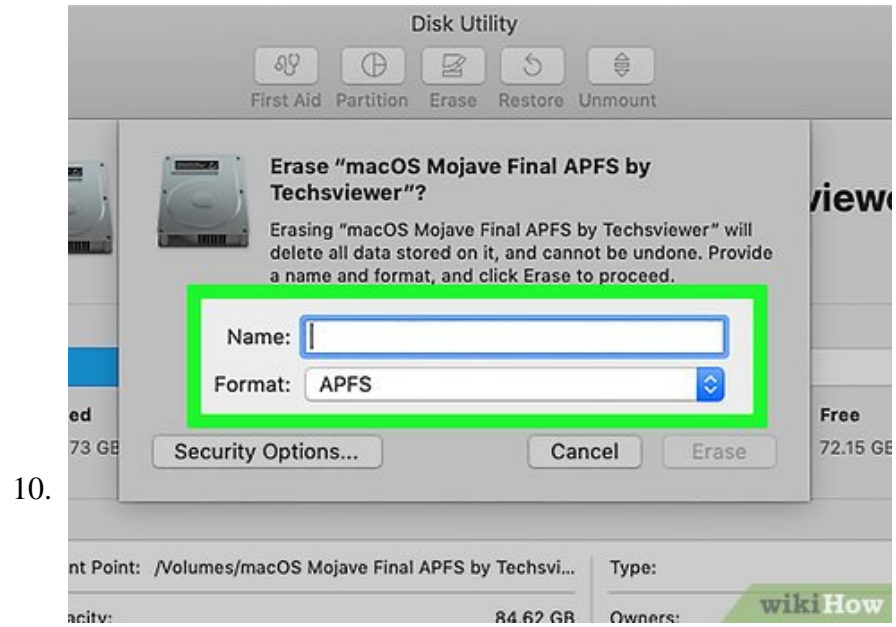 Disk Utility
First Aid Partition Erase Restore Unmount
Erase "macOS Mojave Final APFS by
Techsviewer"?
Erasing "macOS Mojave Final APFS by Techsviewer" will
delete all data stored on it, and cannot be undone. Provide
a name and format, and click Erase to proceed.
viewe
Name:
Format: APFS
ed
Free
73 GB
72.15 GB
Security Options... Cancel Erase
10.
nt Point: /Volumes/macOS Mojave Final APFS by Techsvi... Type:
acity: 84.62 GB Owners:
wikiHow